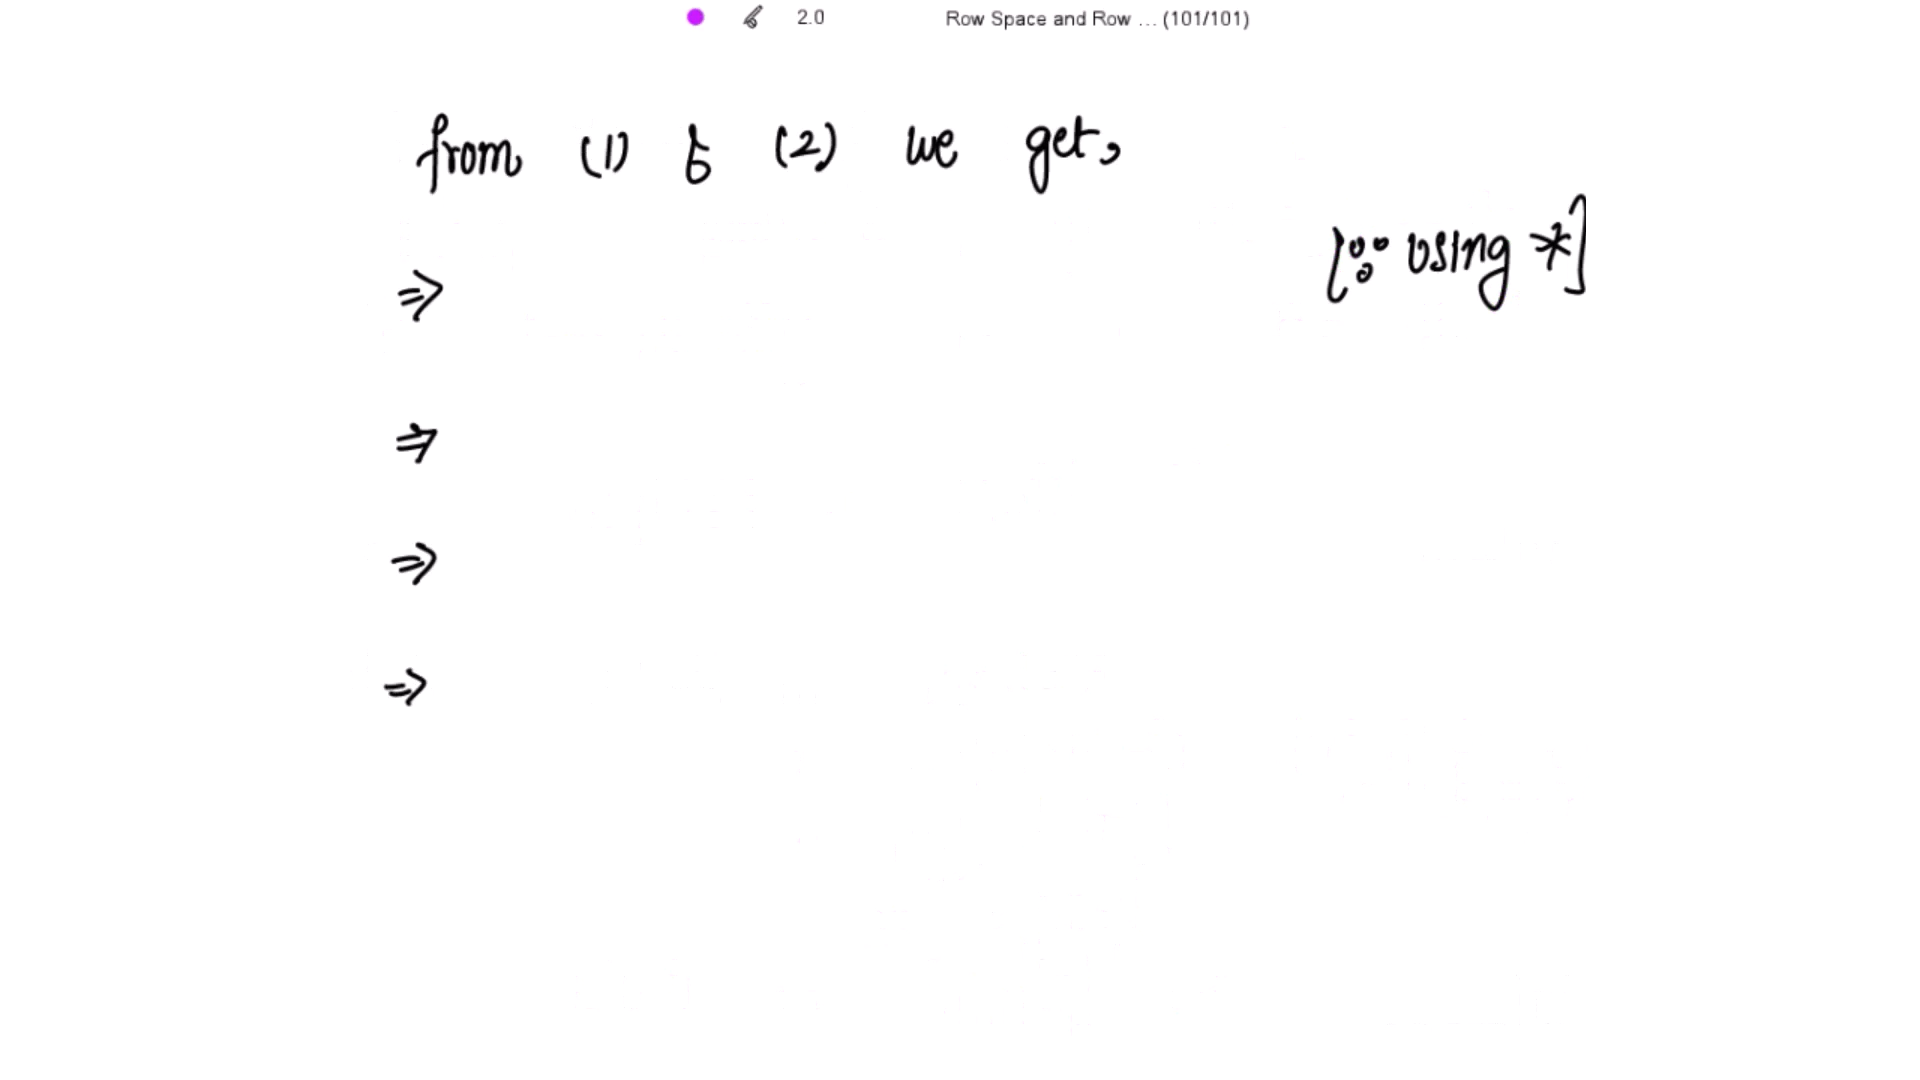 2.0 Row Space and Row ... (101/101)
from (1) & (2) we get,
⇒ [∵ using *]
⇒
⇒
⇒